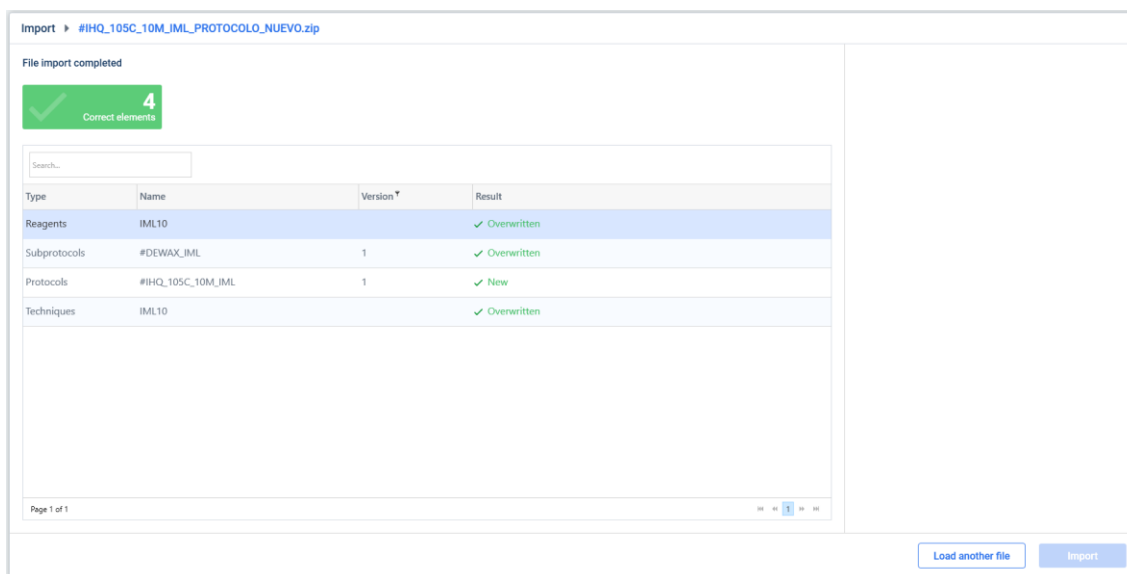 Import #IHQ_105C_10M_IML_PROTOCOLO_NUEVO.zip
File import completed
4
Correct elements
Search...
Type Name Version Result
Reagents IML10 Overwritten
Subprotocols #DEWAX_IML 1 Overwritten
Protocols #IHQ_105C_10M_IML 1 New
Techniques IML10 Overwritten
Page 1 of 1 1
Load another file Import